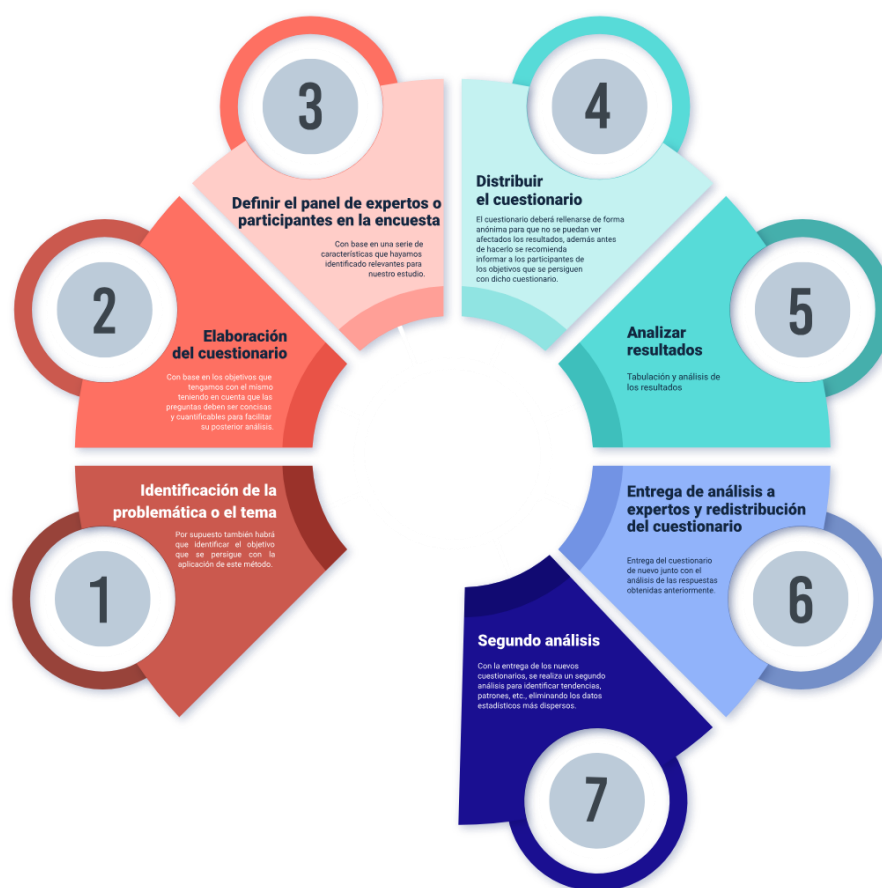 1
Identificación de la
problemática o el tema
Por supuesto también habrá
que identificar el objetivo
que se persigue con la
aplicación de este método.
2
Elaboración
del cuestionario
Con base en los objetivos que
tengamos con el mismo
teniendo en cuenta que las
preguntas deben ser concisas
y cuantificables para facilitar
su posterior análisis.
3
Definir el panel de expertos o
participantes en la encuesta
Con base en una serie de
características que hayamos
identificado relevantes para
nuestro estudio.
4
Distribuir
el cuestionario
El cuestionario deberá rellenarse de forma
anónima para que no se puedan ver
afectados los resultados, además antes
de hacerlo se recomienda
informar a los participantes de
los objetivos que se persiguen
con dicho cuestionario.
5
Analizar
resultados
Tabulación y análisis de
los resultados
6
Entrega de análisis a
expertos y redistribución
del cuestionario
Entrega del cuestionario
de nuevo junto con el
análisis de las respuestas
obtenidas anteriormente.
7
Segundo análisis
Con la entrega de los nuevos
cuestionarios, se realiza un segundo
análisis para identificar tendencias,
patrones, etc., eliminando los datos
estadísticos más dispersos.